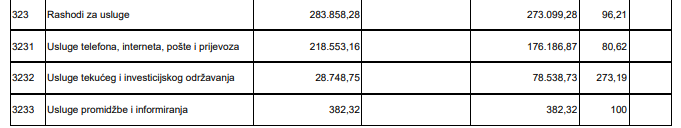 323 Rashodi za usluge 283.858,28 273.099,28 96,21
3231 Usluge telefona, interneta, pošte i prijevoza 218.553,16 176.186,87 80,62
3232 Usluge tekućeg i investicijskog održavanja 28.748,75 78.538,73 273,19
3233 Usluge promidžbe i informiranja 382,32 382,32 100